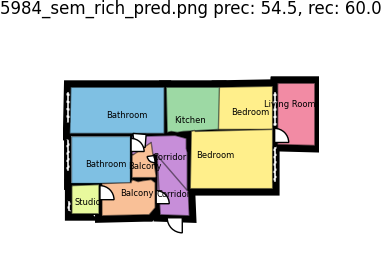 5984_sem_rich_pred.png prec: 54.5, rec: 60.0
Living Room
Bathroom
Kitchen
Bedroom
Bathroom
Balcony
Corridor
Bedroom
Studio
Balcony
Corridor